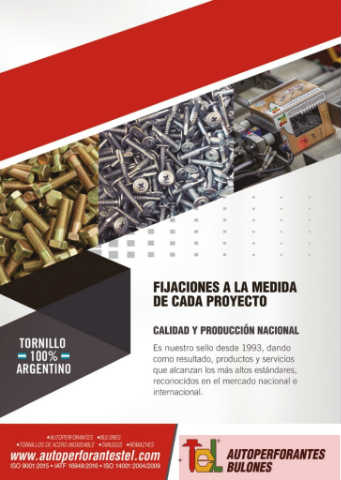 FIJACIONES A LA MEDIDA
DE CADA PROYECTO
CALIDAD Y PRODUCCIÓN NACIONAL
Es nuestro sello desde 1993, dando
como resultado, productos y servicios
que alcanzan los más altos estándares,
reconocidos en el mercado nacional e
internacional.
TORNILLO
100%
ARGENTINO
•AUTOPERFORANTES •BULONES
•TORNILLOS DE ACERO INOXIDABLE •TARUGOS •REMACHES
www.autoperforantestel.com
ISO 9001:2015 • IATF 16949:2016 • ISO 14001:2004/2009
TEL
AUTOPERFORANTES
BULONES